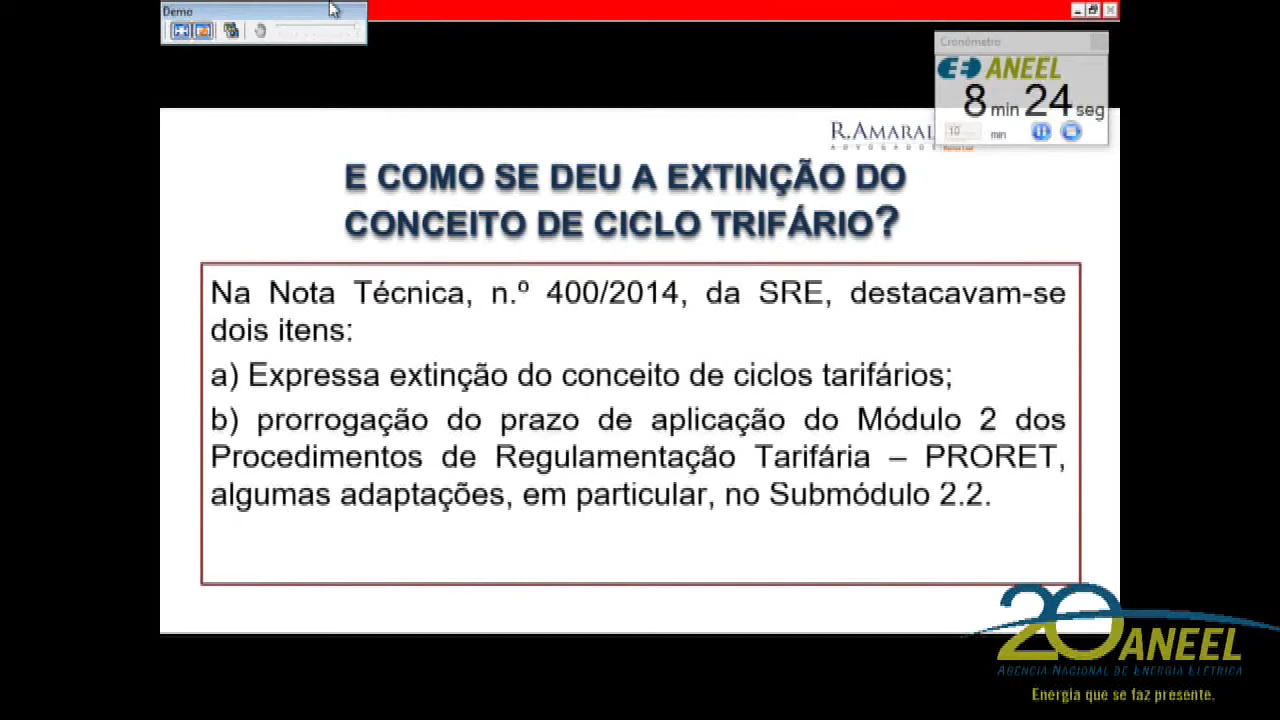 Demo
Cronômetro
ANEEL
8 min 24 seg
10 min
R.AMARAL
ADVOGADOS
E COMO SE DEU A EXTINÇÃO DO
CONCEITO DE CICLO TRIFÁRIO?
Na Nota Técnica, n.º 400/2014, da SRE, destacavam-se
dois itens:
a) Expressa extinção do conceito de ciclos tarifários;
b) prorrogação do prazo de aplicação do Módulo 2 dos
Procedimentos de Regulamentação Tarifária – PRORET,
algumas adaptações, em particular, no Submódulo 2.2.
20 ANEEL
AGÊNCIA NACIONAL DE ENERGIA ELÉTRICA
Energia que se faz presente.